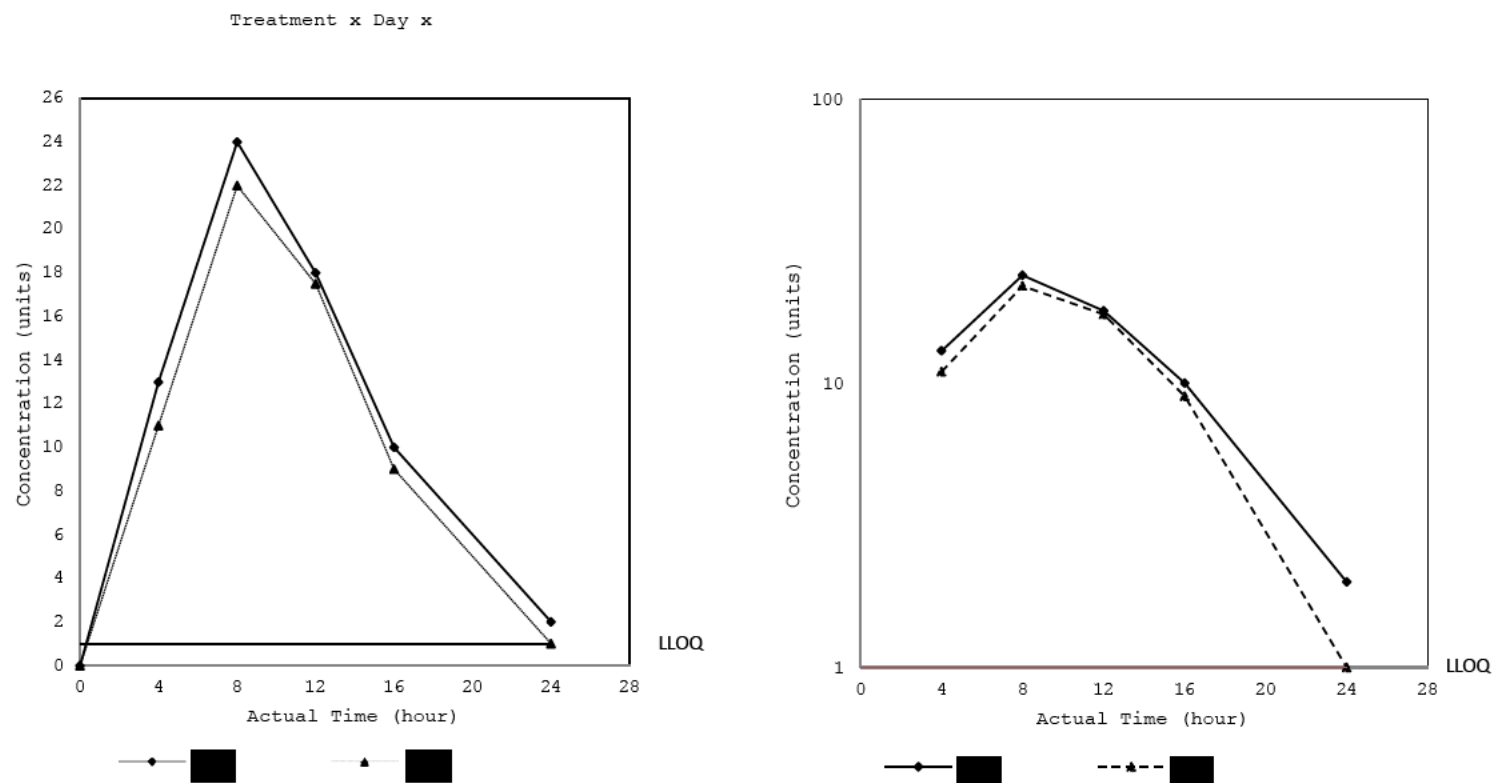 Treatment x Day x
Concentration (units)
26
24
22
20
18
16
14
12
10
8
6
4
2
0
LLOQ
0 4 8 12 16 20 24 28
Actual Time (hour)
Concentration (units)
100
10
1
LLOQ
0 4 8 12 16 20 24 28
Actual Time (hour)